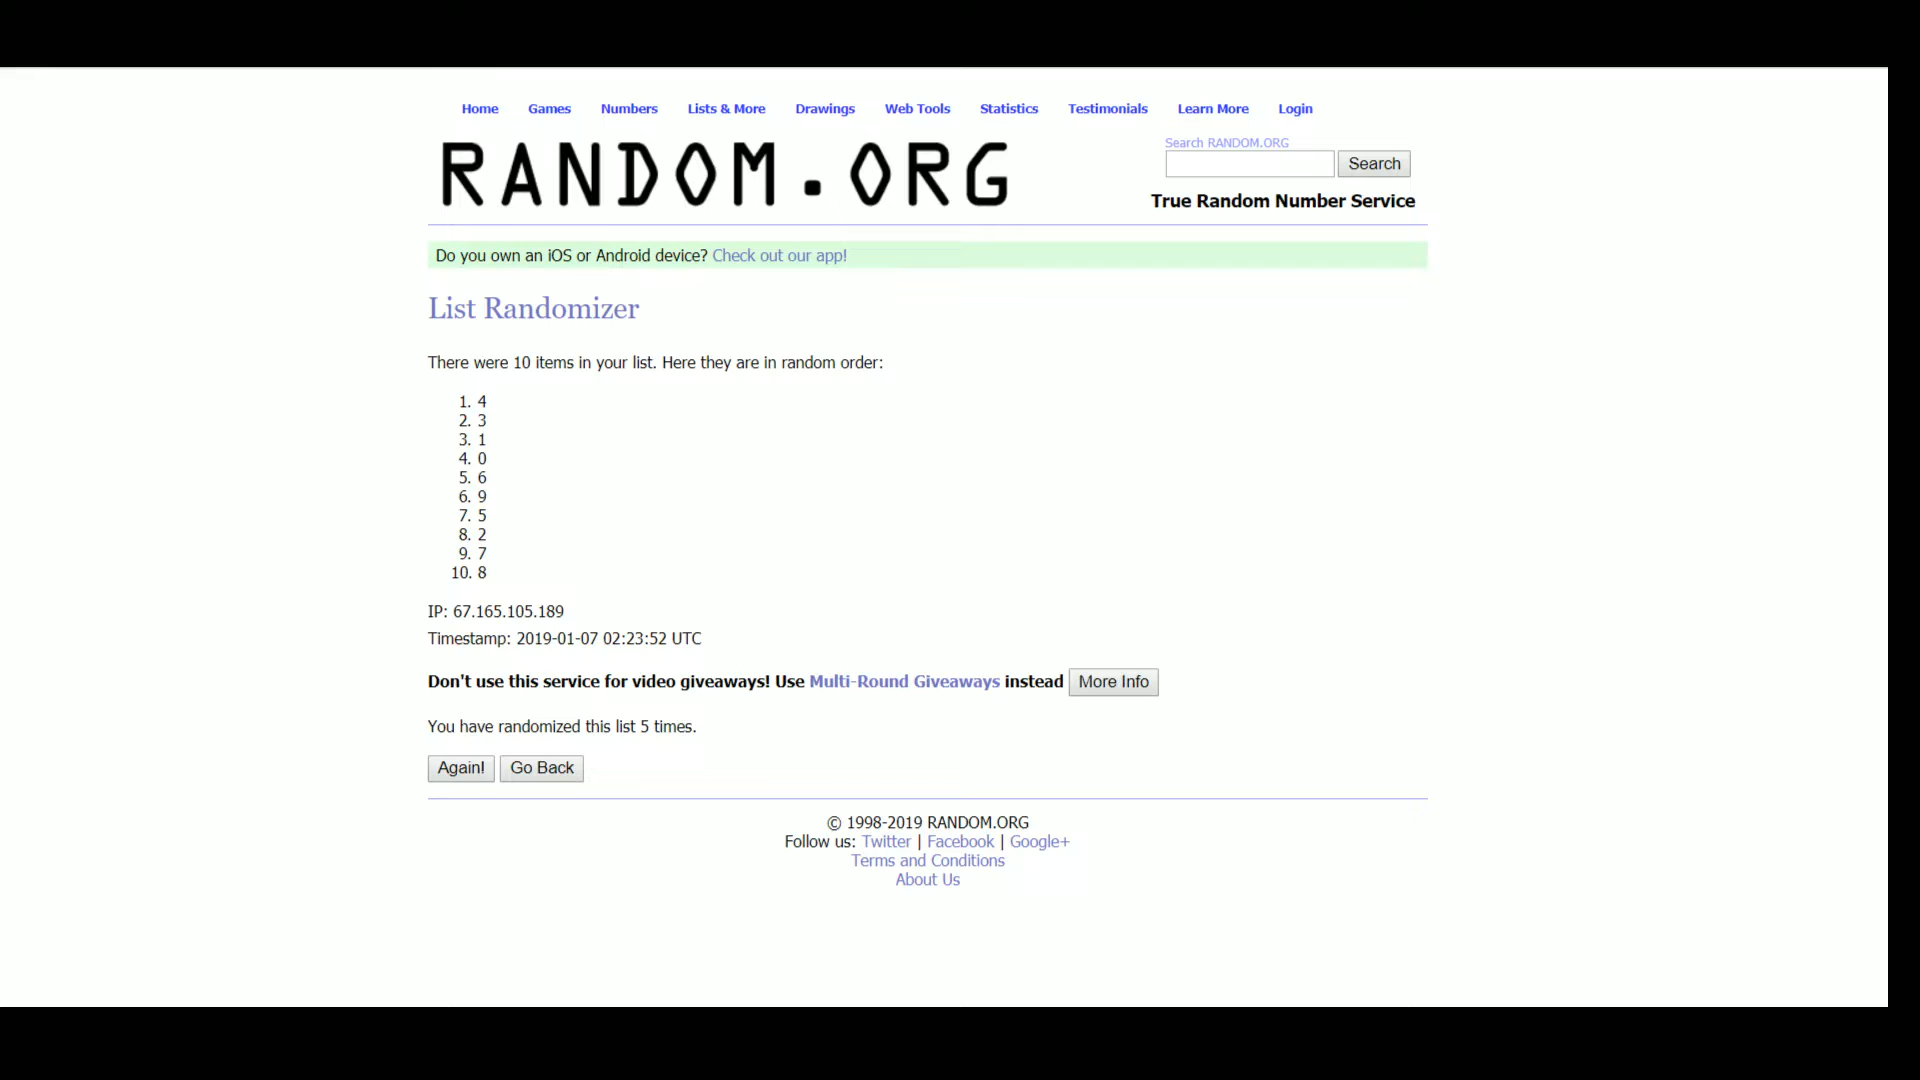 Home Games Numbers Lists & More Drawings Web Tools Statistics Testimonials Learn More Login
RANDOM.ORG
Search RANDOM.ORG
Search
True Random Number Service
Do you own an iOS or Android device? Check out our app!
List Randomizer
There were 10 items in your list. Here they are in random order:
1. 4
2. 3
3. 1
4. 0
5. 6
6. 9
7. 5
8. 2
9. 7
10. 8
IP: 67.165.105.189
Timestamp: 2019-01-07 02:23:52 UTC
Don't use this service for video giveaways! Use Multi-Round Giveaways instead More Info
You have randomized this list 5 times.
Again! Go Back
© 1998-2019 RANDOM.ORG
Follow us: Twitter | Facebook | Google+
Terms and Conditions
About Us